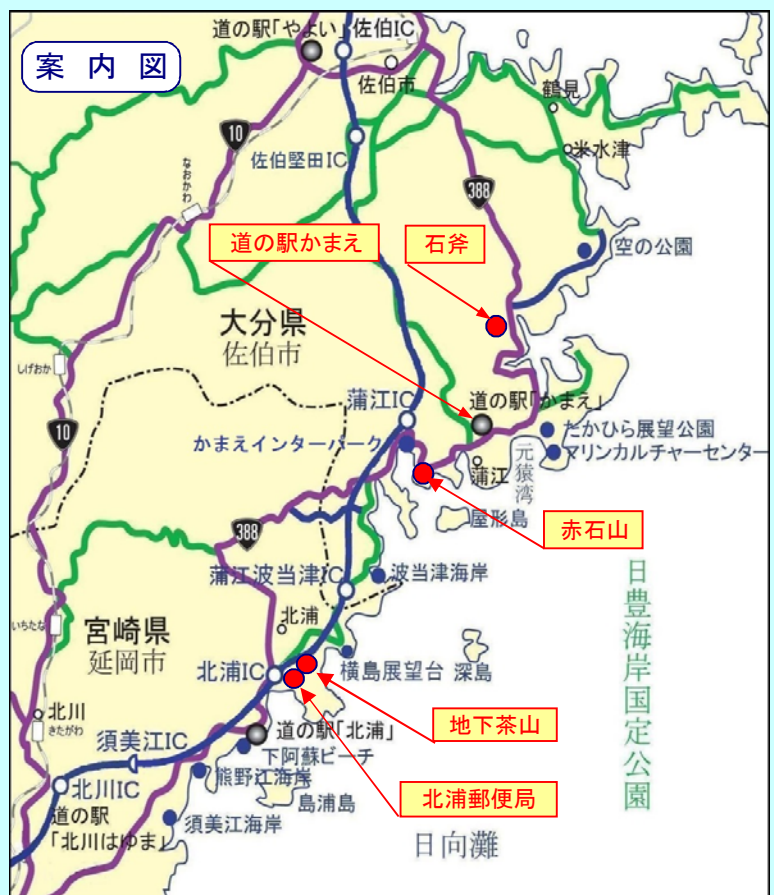 案内図
道の駅「やよい」
佐伯IC
佐伯市
鶴見
10
佐伯堅田IC
米水津
388
なおかわ
道の駅かまえ
石斧
空の公園
大分県
佐伯市
しげおか
蒲江IC
道の駅「かまえ」
10
かまえインターパーク
たかひら展望公園
マリンカルチャーセンター
蒲江
元猿湾
屋形島
赤石山
388
蒲江波当津IC
波当津海岸
日豊海岸国定公園
いちたな
宮崎県
延岡市
北浦
北浦IC
横島展望台
深島
地下茶山
北川
きたがわ
須美江IC
道の駅「北浦」
下阿蘇ビーチ
北川IC
熊野江海岸
北浦郵便局
島浦島
道の駅
「北川はゆま」
須美江海岸
日向灘